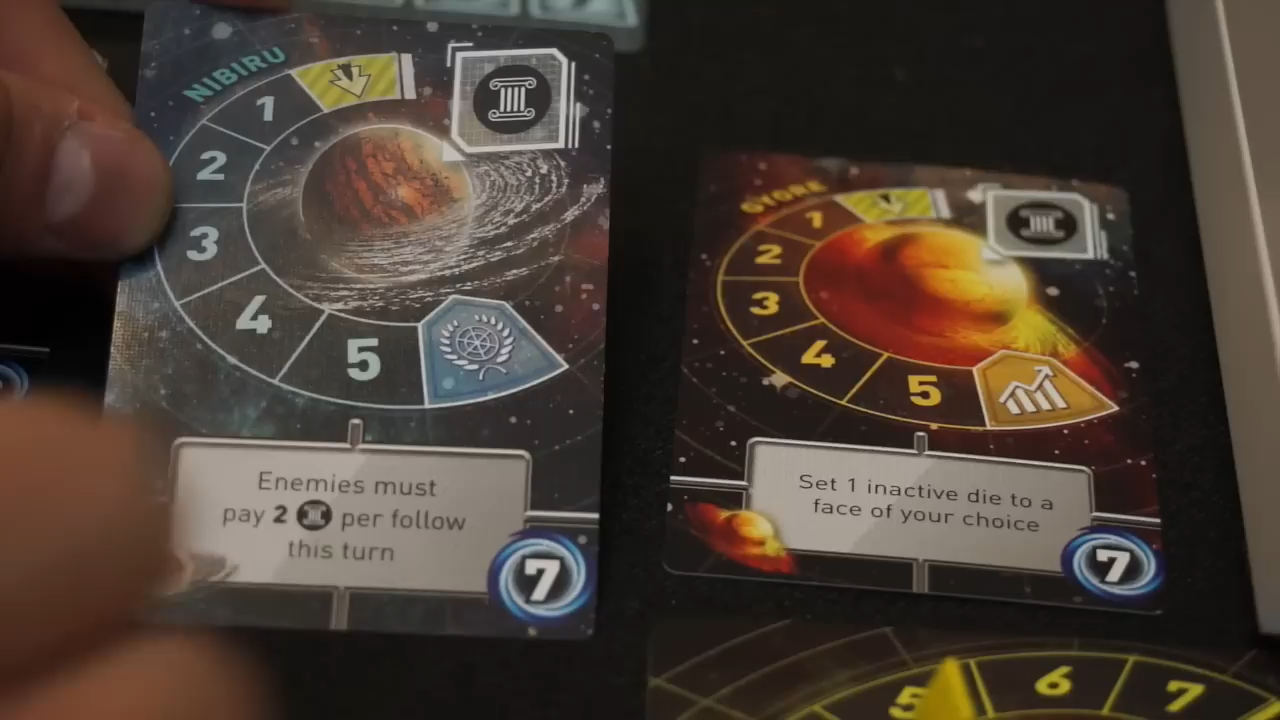 NIBIRU
1
2
3
4
5
Enemies must
pay 2 per follow
this turn
7
GYORE
1
2
3
4
5
Set 1 inactive die to a
face of your choice
7
5
6
7